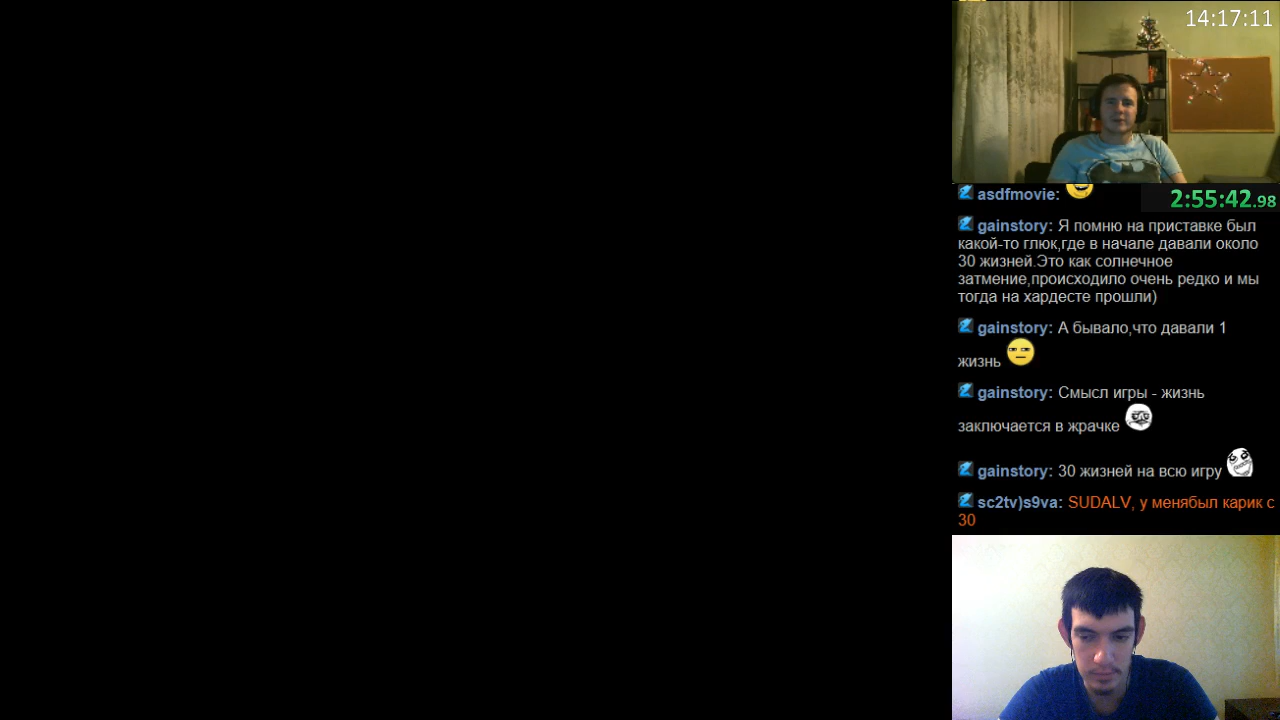 14:17:11
asdfmovie:
2:55:42.98
gainstory: Я помню на приставке был
какой-то глюк,где в начале давали около
30 жизней.Это как солнечное
затмение,происходило очень редко и мы
тогда на хардесте прошли)
gainstory: А бывало,что давали 1
жизнь
gainstory: Смысл игры - жизнь
заключается в жрачке
gainstory: 30 жизней на всю игру
sc2tv)s9va: SUDALV, у менябыл карик с
30